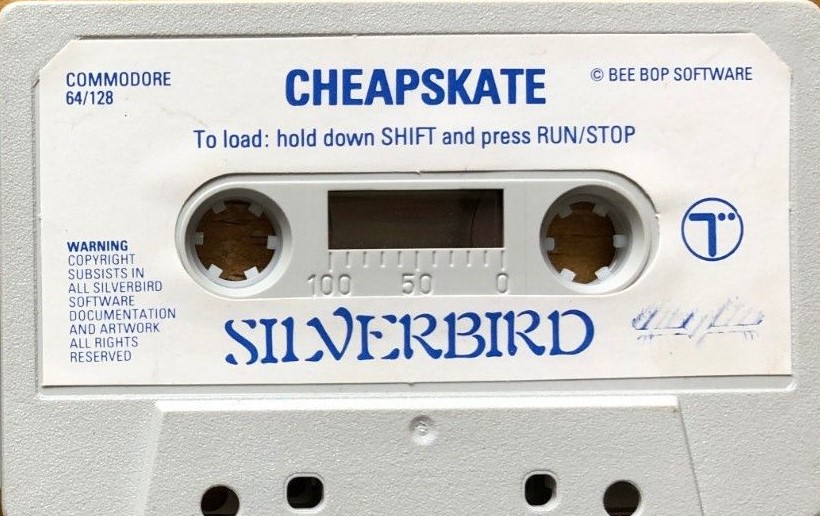 COMMODORE
64/128
CHEAPSKATE
© BEE BOP SOFTWARE
To load: hold down SHIFT and press RUN/STOP
WARNING
COPYRIGHT
SUBSISTS IN
ALL SILVERBIRD
SOFTWARE
DOCUMENTATION
AND ARTWORK
ALL RIGHTS
RESERVED
100 50 0
T
SILVERBIRD